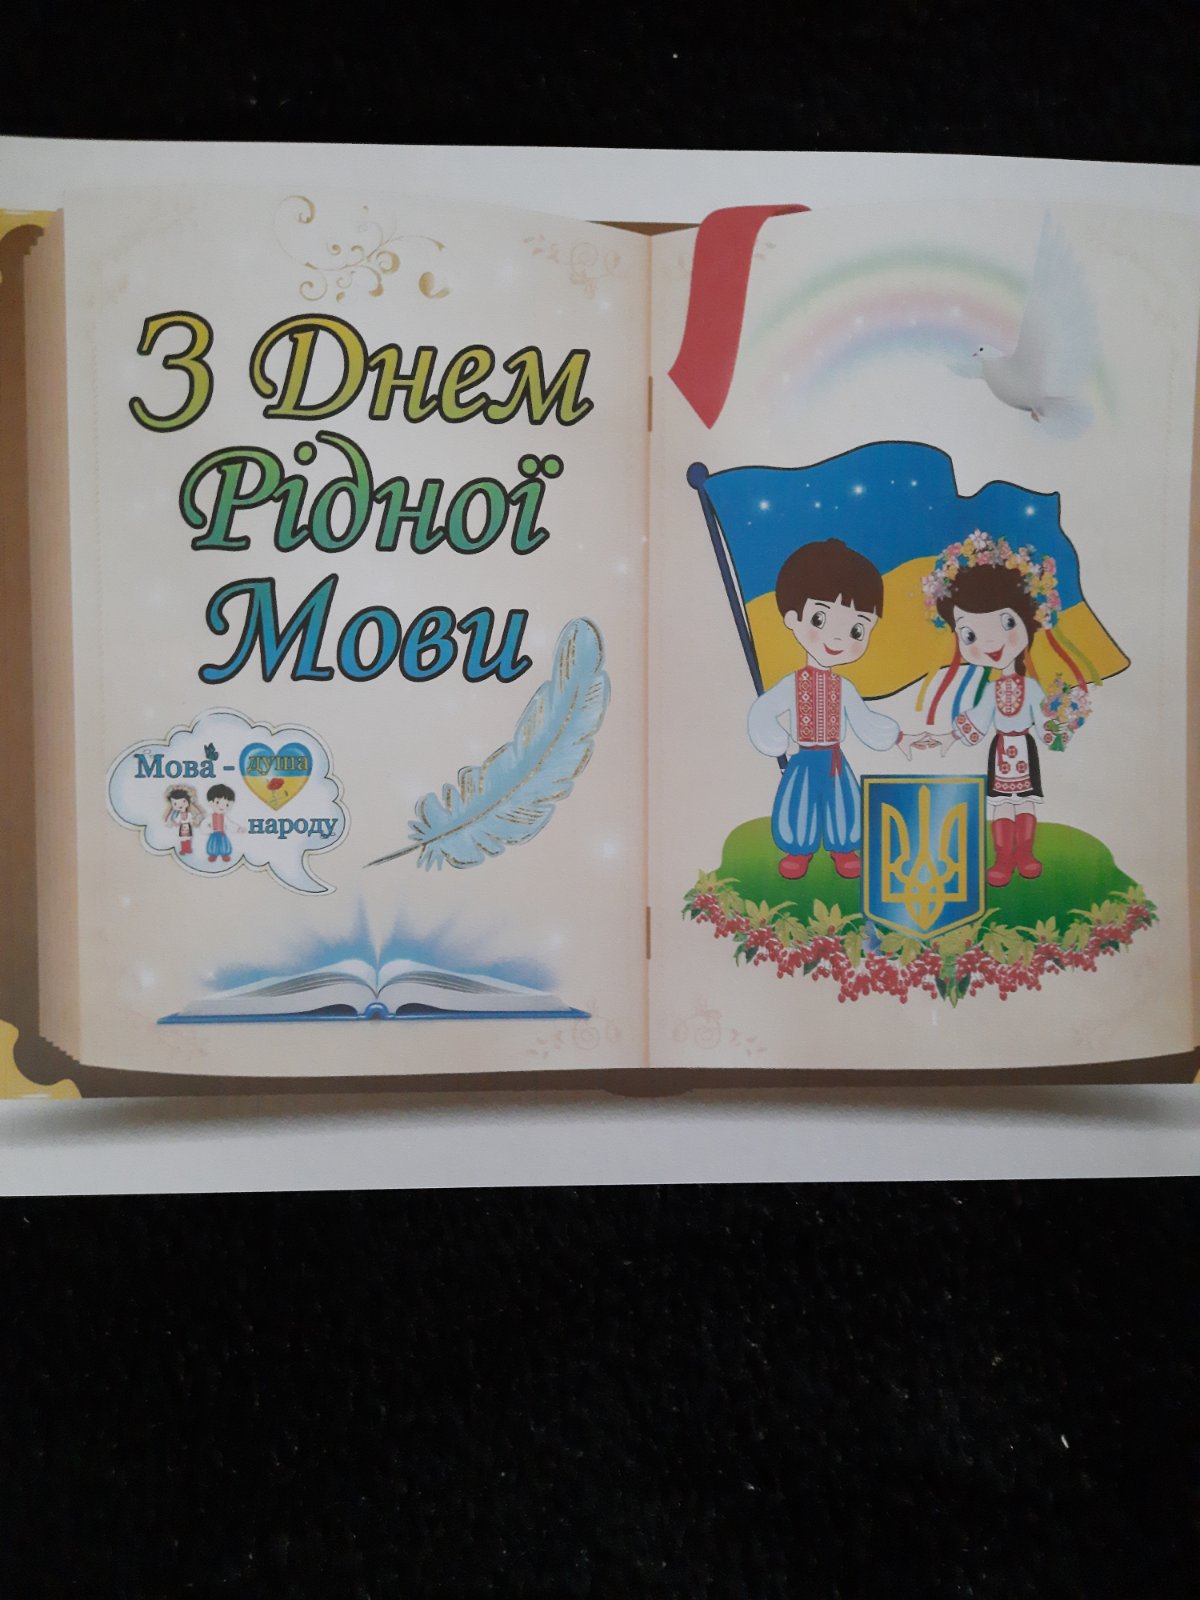 З Днем
Рідної
Мови
Мова - душа
народу